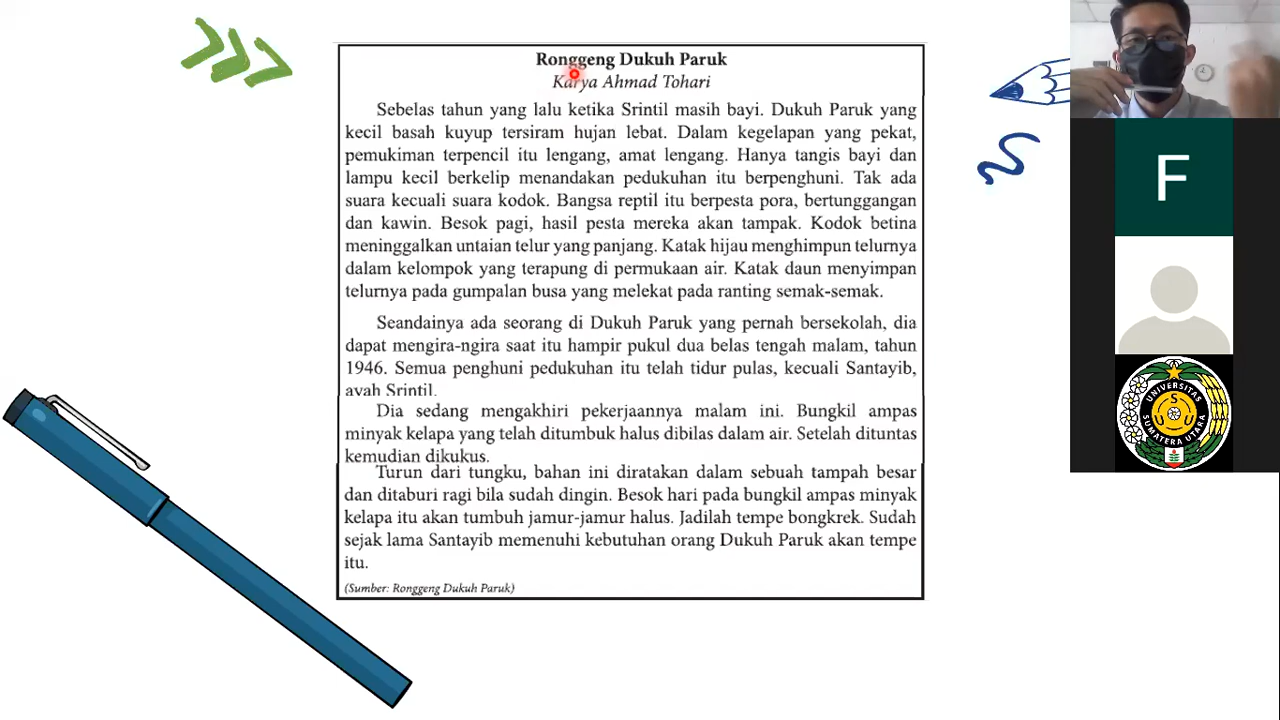 Ronggeng Dukuh Paruk
Karya Ahmad Tohari
Sebelas tahun yang lalu ketika Srintil masih bayi. Dukuh Paruk yang
kecil basah kuyup tersiram hujan lebat. Dalam kegelapan yang pekat,
pemukiman terpencil itu lengang, amat lengang. Hanya tangis bayi dan
lampu kecil berkelip menandakan pedukuhan itu berpenghuni. Tak ada
suara kecuali suara kodok. Bangsa reptil itu berpesta pora, bertunggangan
dan kawin. Besok pagi, hasil pesta mereka akan tampak. Kodok betina
meninggalkan untaian telur yang panjang. Katak hijau menghimpun telurnya
dalam kelompok yang terapung di permukaan air. Katak daun menyimpan
telurnya pada gumpalan busa yang melekat pada ranting semak-semak.
Seandainya ada seorang di Dukuh Paruk yang pernah bersekolah, dia
dapat mengira-ngira saat itu hampir pukul dua belas tengah malam, tahun
1946. Semua penghuni pedukuhan itu telah tidur pulas, kecuali Santayib,
ayah Srintil.
Dia sedang mengakhiri pekerjaannya malam ini. Bungkil ampas
minyak kelapa yang telah ditumbuk halus dibilas dalam air. Setelah dituntas
kemudian dikukus.
Turun dari tungku, bahan ini diratakan dalam sebuah tampah besar
dan ditaburi ragi bila sudah dingin. Besok hari pada bungkil ampas minyak
kelapa itu akan tumbuh jamur-jamur halus. Jadilah tempe bongkrek. Sudah
sejak lama Santayib memenuhi kebutuhan orang Dukuh Paruk akan tempe
itu.
(Sumber: Ronggeng Dukuh Paruk)
F
UNIVERSITAS
SUMATERA UTARA